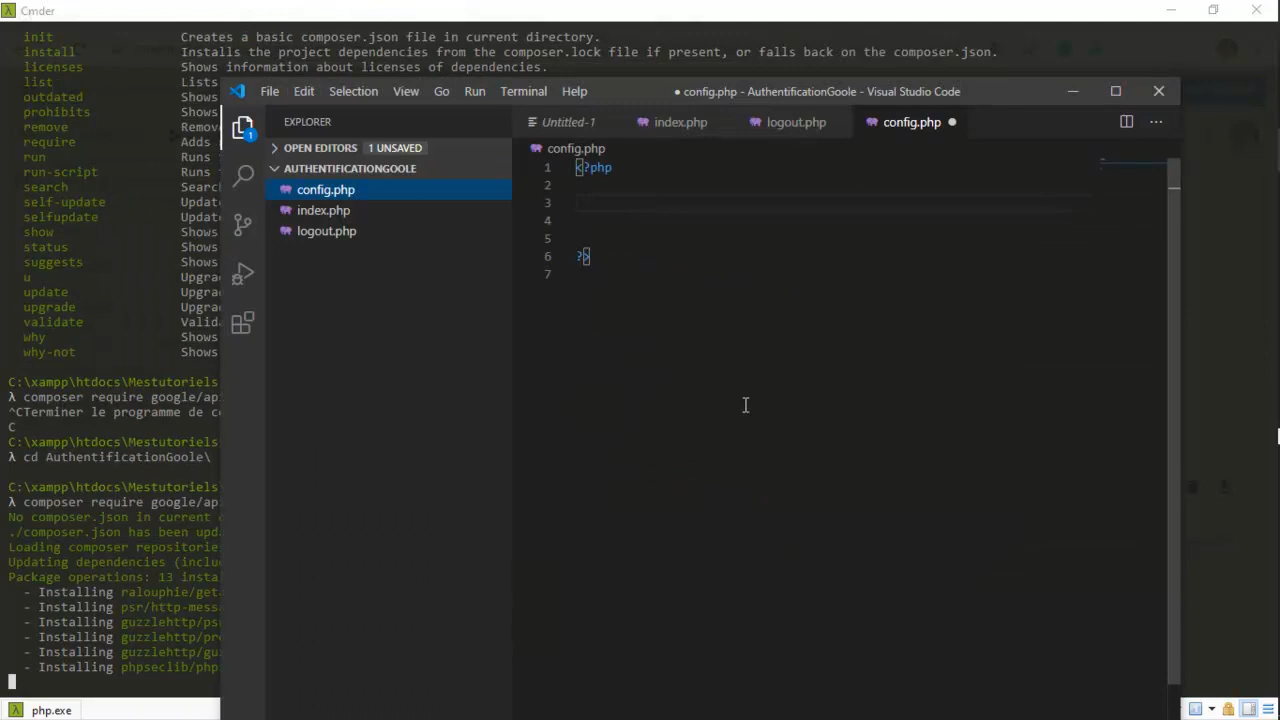 Cmder
init Creates a basic composer.json file in current directory.
install Installs the project dependencies from the composer.lock file if present, or falls back on the composer.json.
licenses Shows information about licenses of dependencies.
list Lists
outdated Shows
prohibits Shows
remove Remov
require Adds
run Runs
run-script Runs
search Searc
self-update Updat
selfupdate Updat
show Shows
status Shows
suggests Shows
u Upgra
update Updat
upgrade Upgra
validate Valid
why Shows
why-not Shows
C:\xampp\htdocs\Mestutoriels
λ composer require google/ap
^CTerminer le programme de c
C
C:\xampp\htdocs\Mestutoriels
λ cd AuthentificationGoole\
C:\xampp\htdocs\Mestutoriels
λ composer require google/ap
No composer.json in current
./composer.json has been upd
Loading composer repositorie
Updating dependencies (inclu
Package operations: 13 insta
- Installing ralouphie/get
- Installing psr/http-mess
- Installing guzzlehttp/ps
- Installing guzzlehttp/pr
- Installing guzzlehttp/gu
- Installing phpseclib/php
php.exe
File Edit Selection View Go Run Terminal Help ● config.php - AuthentificationGoole - Visual Studio Code
EXPLORER
OPEN EDITORS 1 UNSAVED
AUTHENTIFICATIONGOOLE
config.php
index.php
logout.php
1
Untitled-1 index.php logout.php config.php ●
config.php
1 <?php
2
3
4
5
6 ?>
7